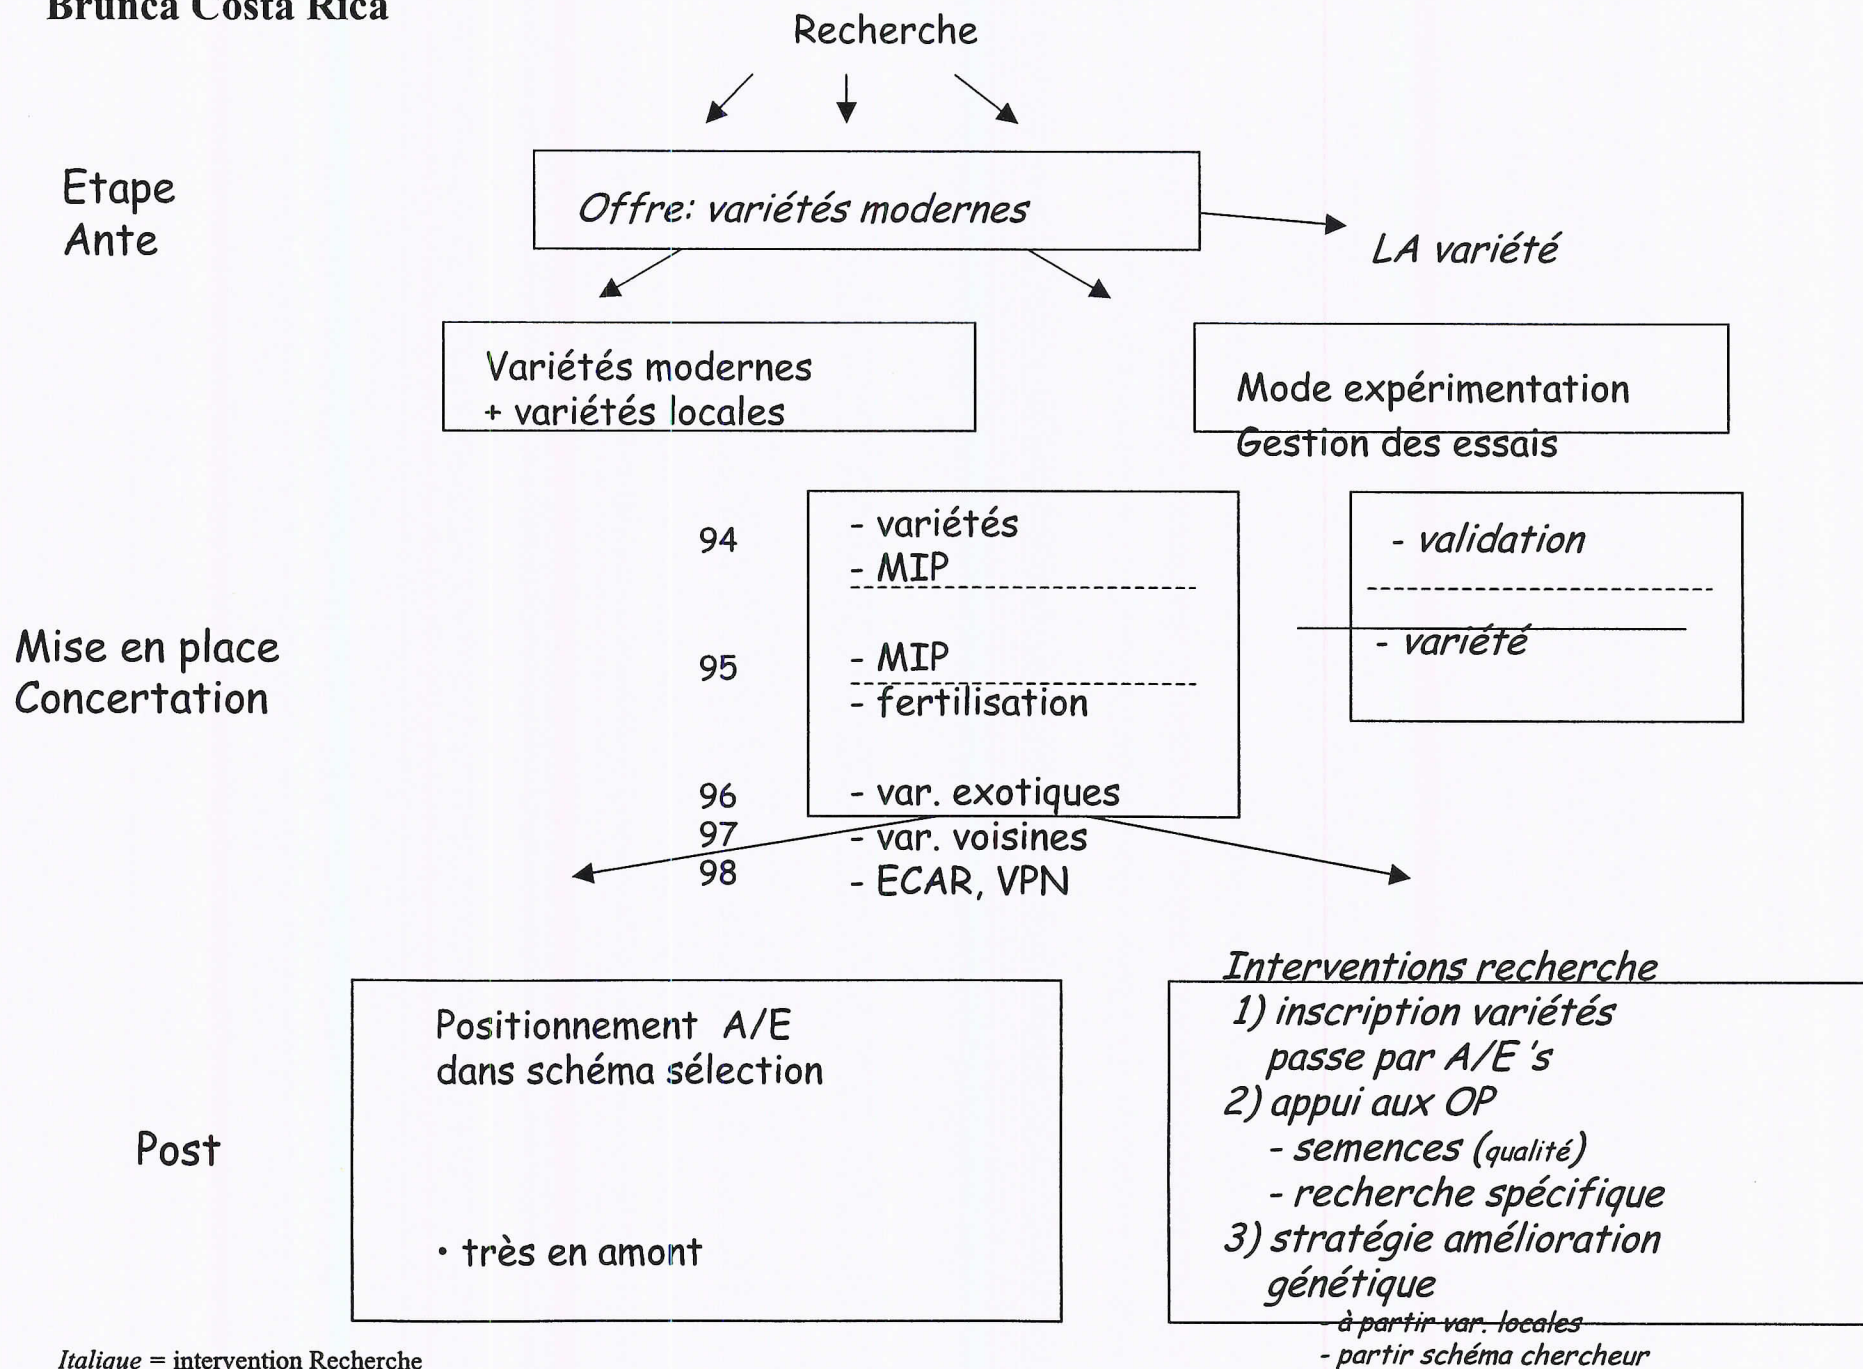 Brunca Costa Rica
Recherche
Etape
Ante
Offre: variétés modernes
LA variété
Variétés modernes
+ variétés locales
Mode expérimentation
Gestion des essais
Mise en place
Concertation
94
- variétés
- MIP
95
- MIP
- fertilisation
96
- var. exotiques
97
- var. voisines
98
- ECAR, VPN
- validation
- variété
Post
Positionnement A/E
dans schéma sélection
• très en amont
Interventions recherche
1) inscription variétés
passe par A/E 's
2) appui aux OP
- semences (qualité)
- recherche spécifique
3) stratégie amélioration
génétique
- à partir var. locales
- partir schéma chercheur
Italique = intervention Recherche